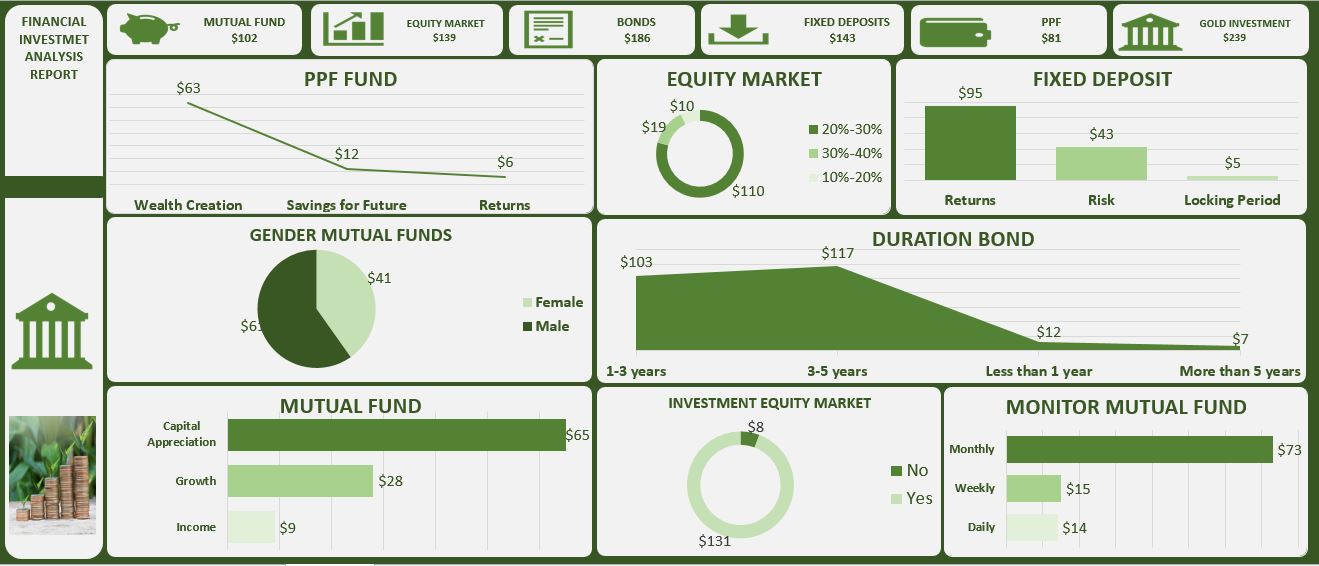 FINANCIAL
INVESTMET
ANALYSIS
REPORT
MUTUAL FUND
$102
EQUITY MARKET
$139
BONDS
$186
FIXED DEPOSITS
$143
PPF
$81
GOLD INVESTMENT
$239
PPF FUND
$63
$12
$6
Wealth Creation
Savings for Future
Returns
EQUITY MARKET
$10
$19
$110
20%-30%
30%-40%
10%-20%
FIXED DEPOSIT
$95
$43
$5
Returns
Risk
Locking Period
GENDER MUTUAL FUNDS
$41
$61
Female
Male
DURATION BOND
$103
$117
$12
$7
1-3 years
3-5 years
Less than 1 year
More than 5 years
MUTUAL FUND
Capital
Appreciation
$65
Growth
$28
Income
$9
INVESTMENT EQUITY MARKET
$8
$131
No
Yes
MONITOR MUTUAL FUND
Monthly
$73
Weekly
$15
Daily
$14